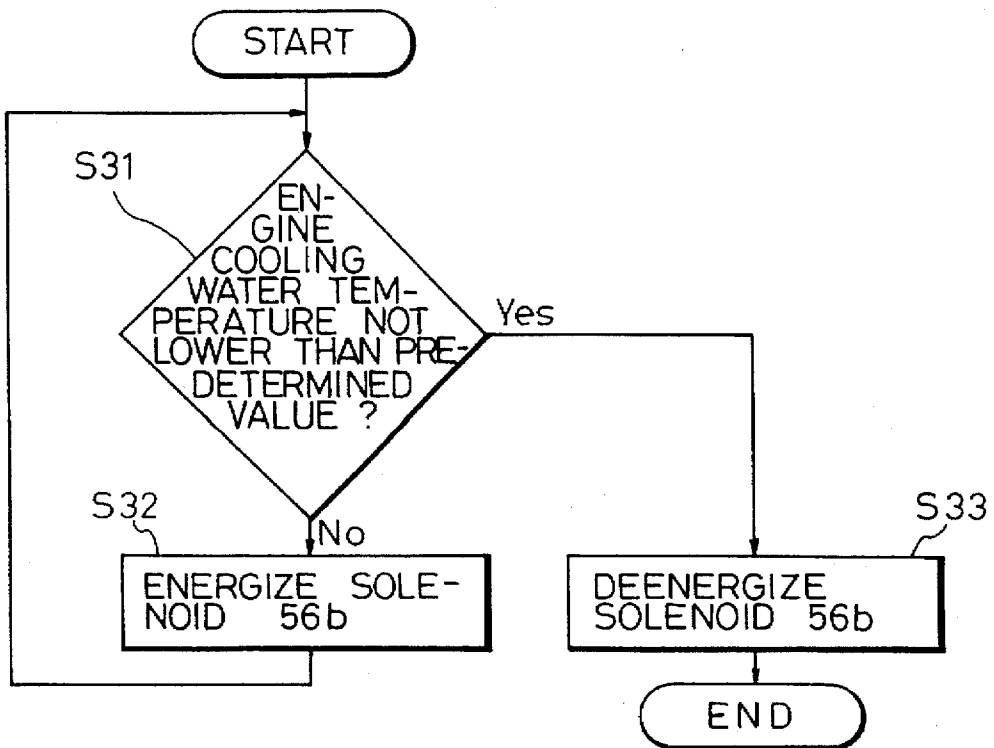 START
S31
EN-
GINE
COOLING
WATER TEM-
PERATURE NOT
LOWER THAN PRE-
DETERMINED
VALUE ?
Yes
No
S32
ENERGIZE SOLE-
NOID 56b
S33
DEENERGIZE
SOLENOID 56b
END